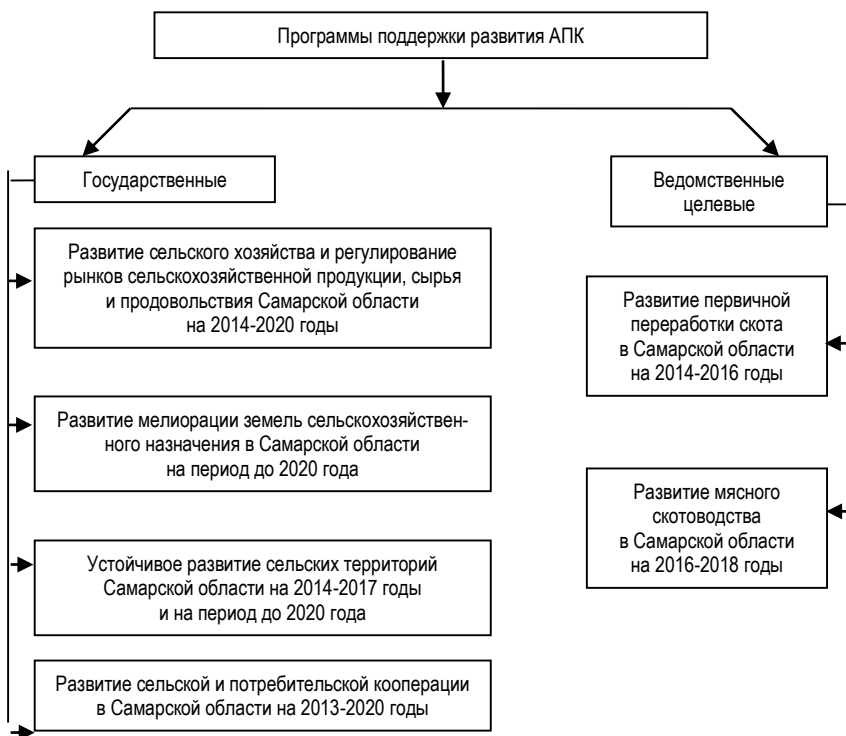 Программы поддержки развития АПК
Государственные
Развитие сельского хозяйства и регулирование
рынков сельскохозяйственной продукции, сырья
и продовольствия Самарской области
на 2014-2020 годы
Развитие мелиорации земель сельскохозяйствен-
ного назначения в Самарской области
на период до 2020 года
Устойчивое развитие сельских территорий
Самарской области на 2014-2017 годы
и на период до 2020 года
Развитие сельской и потребительской кооперации
в Самарской области на 2013-2020 годы
Ведомственные
целевые
Развитие первичной
переработки скота
в Самарской области
на 2014-2016 годы
Развитие мясного
скотоводства
в Самарской области
на 2016-2018 годы